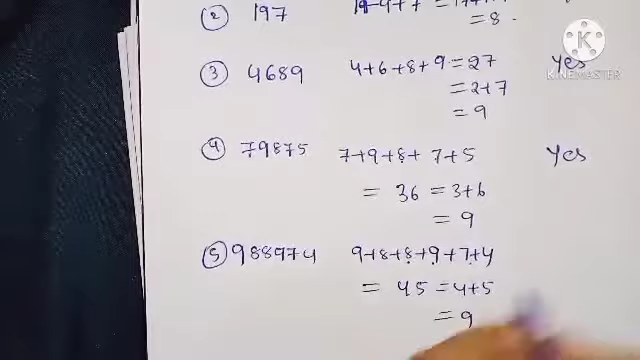 ② 197
= 8.
③ 4689 4+6+8+9 = 27 yes
= 2+7
= 9
④ 79875 7+9+8+7+5 yes
= 36 = 3+6
= 9
⑤ 988974 9+8+8+9+7+4
= 45 = 4+5
= 9
KINEMASTER